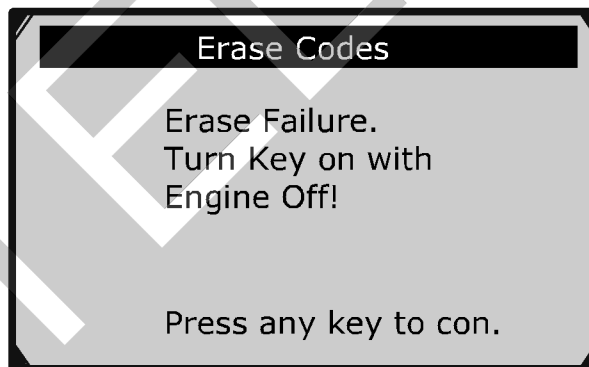 Erase Codes
Erase Failure.
Turn Key on with
Engine Off!
Press any key to con.